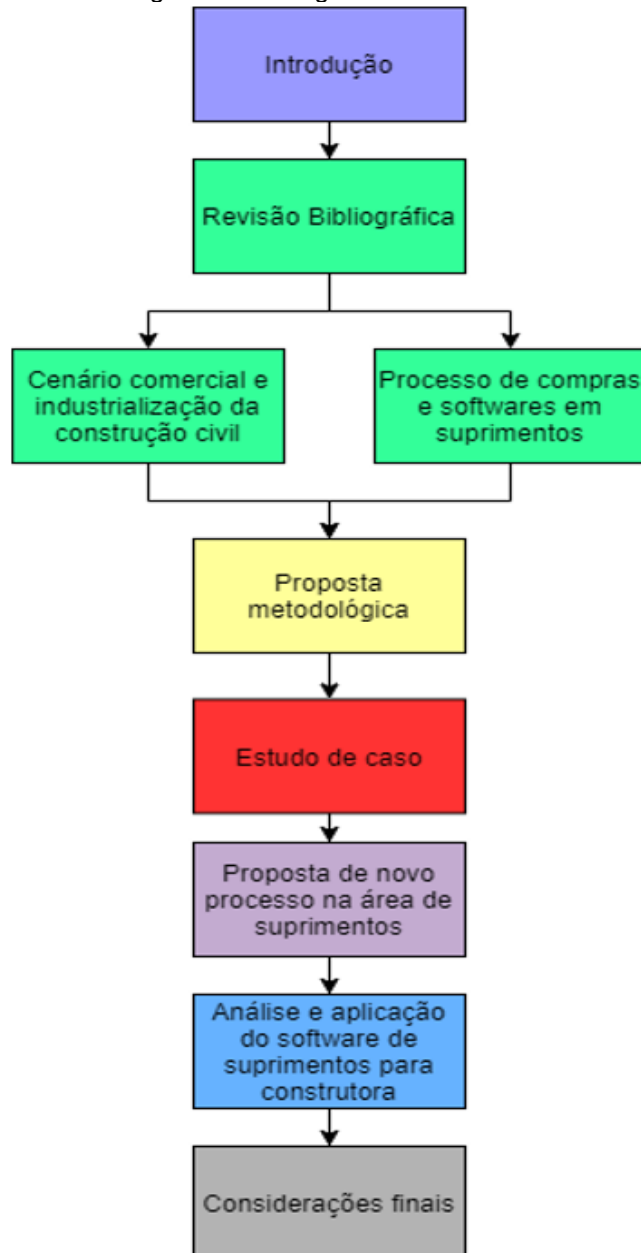 Introdução
Revisão Bibliográfica
Cenário comercial e
industrialização da
construção civil
Processo de compras
e softwares em
suprimentos
Proposta
metodológica
Estudo de caso
Proposta de novo
processo na área de
suprimentos
Análise e aplicação
do software de
suprimentos para
construtora
Considerações finais